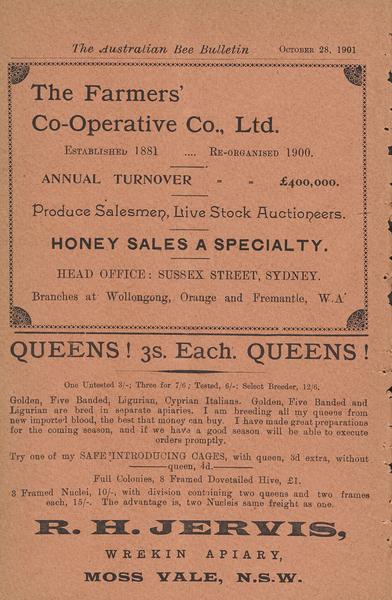 The Australian Bee Bulletin October 28, 1901
The Farmers'
Co-Operative Co., Ltd.
Established 1881 .... Re-organised 1900.
ANNUAL TURNOVER - - £400,000.
Produce Salesmen, Live Stock Auctioneers.
HONEY SALES A SPECIALTY.
HEAD OFFICE: SUSSEX STREET, SYDNEY.
Branches at Wollongong, Orange and Fremantle, W.A
QUEENS! 3s. Each. QUEENS!
One Untested 3/-; Three for 7/6; Tested, 6/-; Select Breeder, 12/6.
Golden, Five Banded, Ligurian, Cyprian Italians. Golden, Five Banded and
Ligurian are bred in separate apiaries. I am breeding all my queens from
new imported blood, the best that money can buy. I have made great preparations
for the coming season, and if we have a good season will be able to execute
orders promptly.
Try one of my SAFE INTRODUCING CAGES, with queen, 3d extra, without
queen, 4d.
Full Colonies, 8 Framed Dovetailed Hive, £1.
3 Framed Nuclei, 10/-, with division containing two queens and two frames
each, 15/-. The advantage is, two Nucleis same freight as one.
R. H. JERVIS,
WREKIN APIARY,
MOSS VALE, N.S.W.